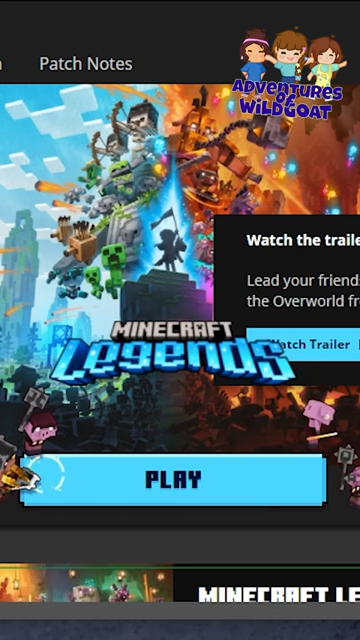 Patch Notes
ADVENTURES
OF
WiLDGOAT
Watch the traile
Lead your friend
the Overworld fr
Watch Trailer
MINECRAFT
Legends
PLAY
MINECRAFT LE